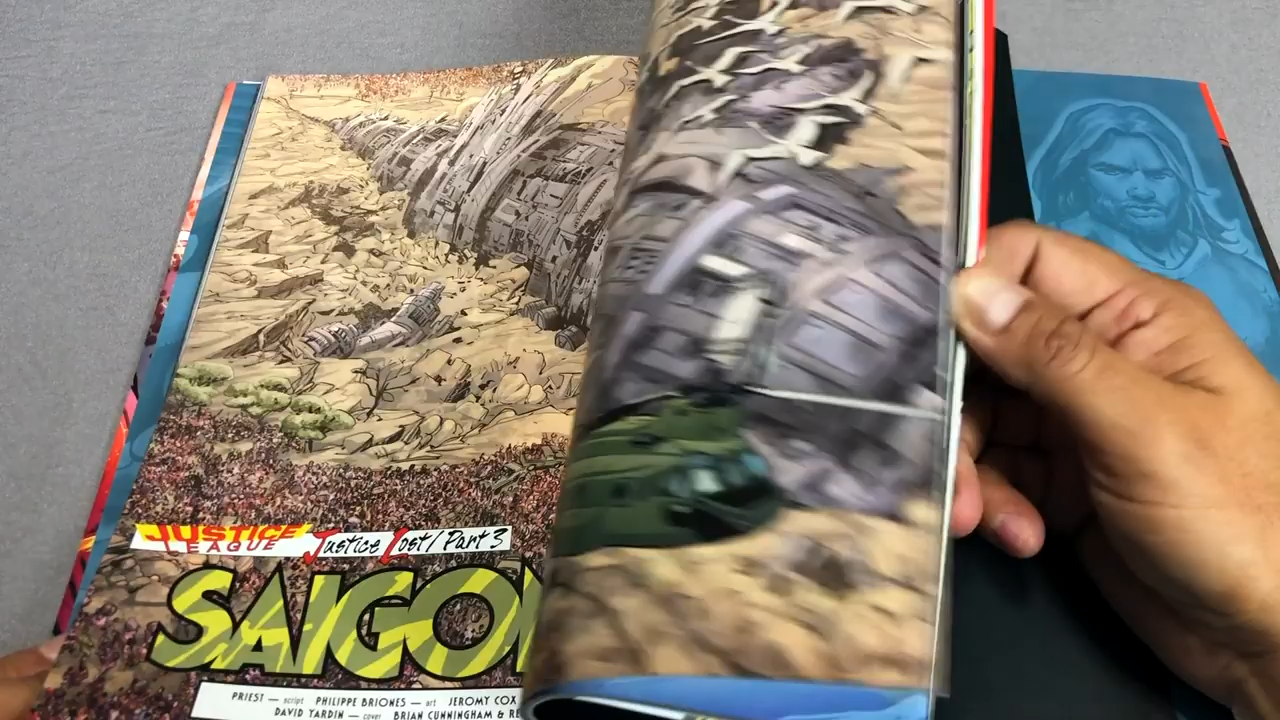 JUSTICE
LEAGUE
Justice Lost/ Part 3
SAIGON
PRIEST — script PHILIPPE BRIONES — art JEROMY COX
DAVID YARDIN — cover BRIAN CUNNINGHAM &